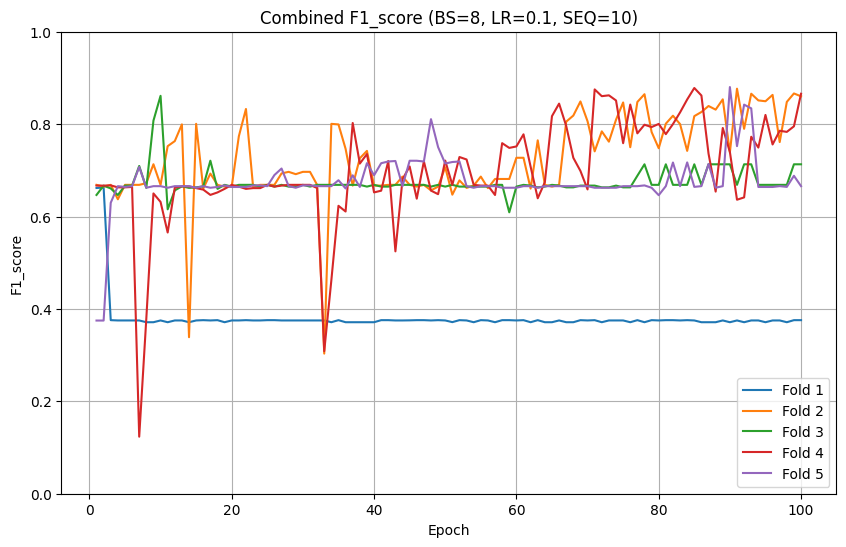 Combined F1_score (BS=8, LR=0.1, SEQ=10)
F1_score
1.0
0.8
0.6
0.4
0.2
0.0
0
20
40
60
80
100
Epoch
Fold 1
Fold 2
Fold 3
Fold 4
Fold 5